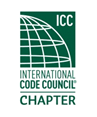 ICC
INTERNATIONAL
CODE COUNCIL®
CHAPTER